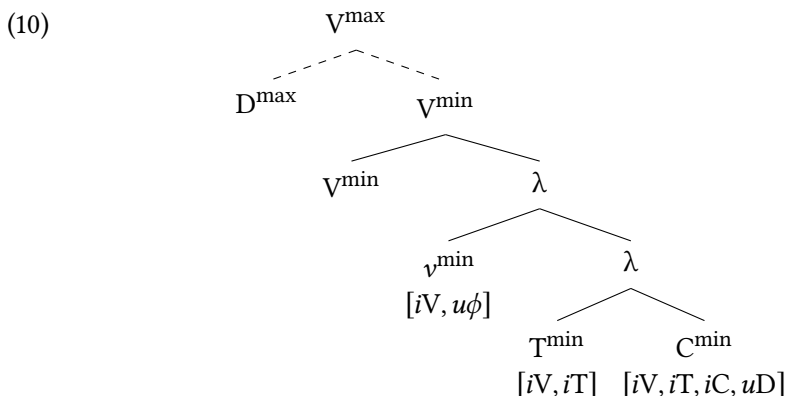 (10) Vmax
Dmax Vmin
Vmin λ
vmin λ
[iV, uϕ]
Tmin Cmin
[iV, iT] [iV, iT, iC, uD]